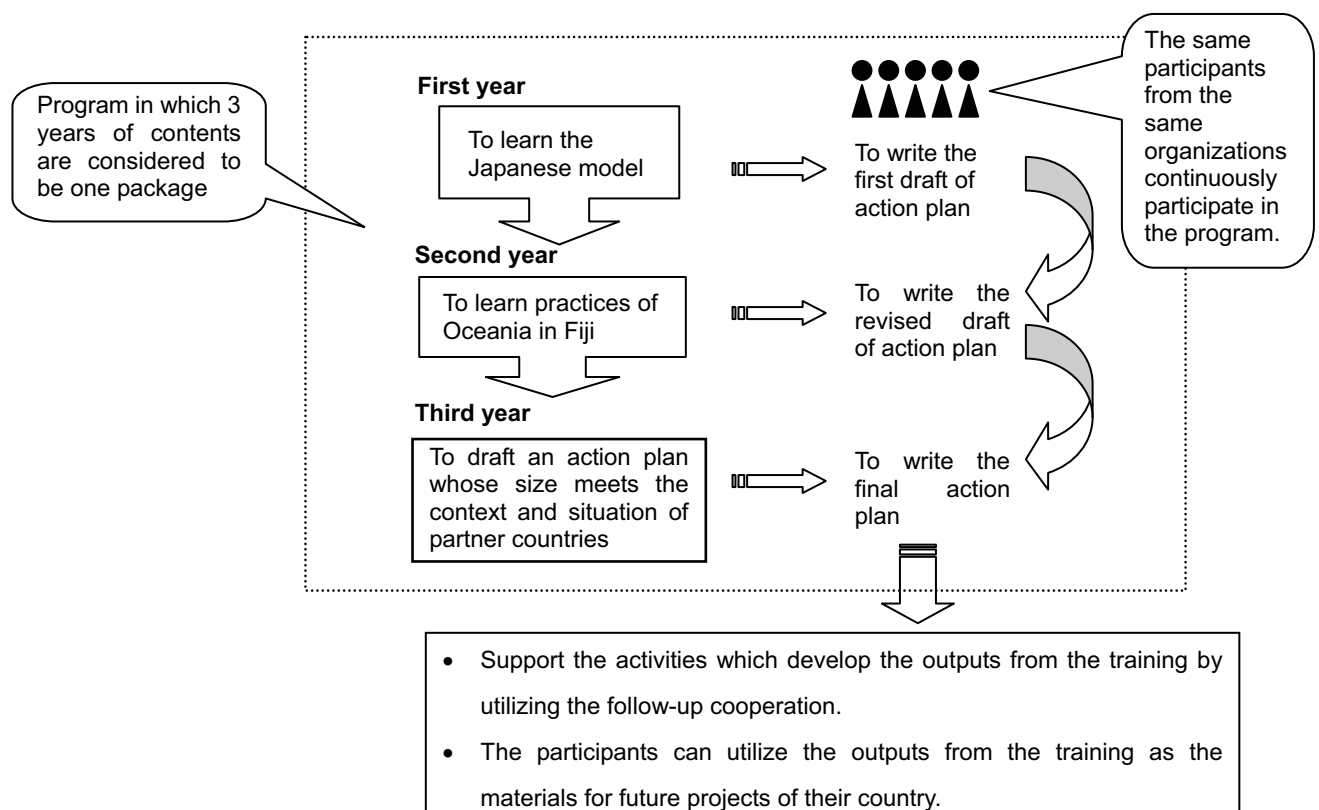 Program in which 3
years of contents
are considered to
be one package
First year
To learn the
Japanese model
To write the
first draft of
action plan
The same
participants
from the
same
organizations
continuously
participate in
the program.
Second year
To learn practices of
Oceania in Fiji
To write the
revised draft
of action plan
Third year
To draft an action plan
whose size meets the
context and situation of
partner countries
To write the
final action
plan
• Support the activities which develop the outputs from the training by
utilizing the follow-up cooperation.
• The participants can utilize the outputs from the training as the
materials for future projects of their country.